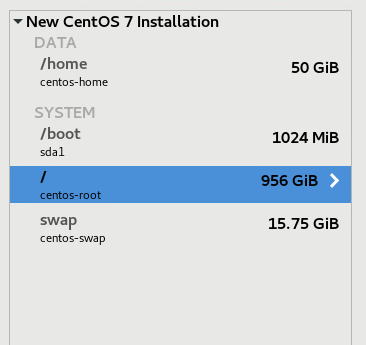 New CentOS 7 Installation
DATA
/home 50 GiB
centos-home
SYSTEM
/boot 1024 MiB
sda1
/ 956 GiB
centos-root
swap 15.75 GiB
centos-swap